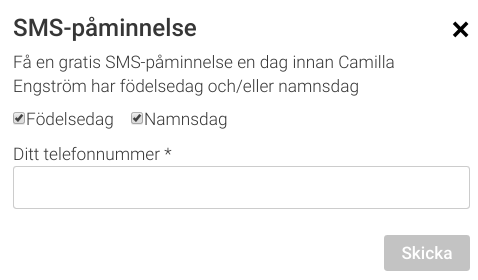 SMS-påminnelse
Få en gratis SMS-påminnelse en dag innan Camilla
Engström har födelsedag och/eller namnsdag
Födelsedag Namnsdag
Ditt telefonnummer *
Skicka